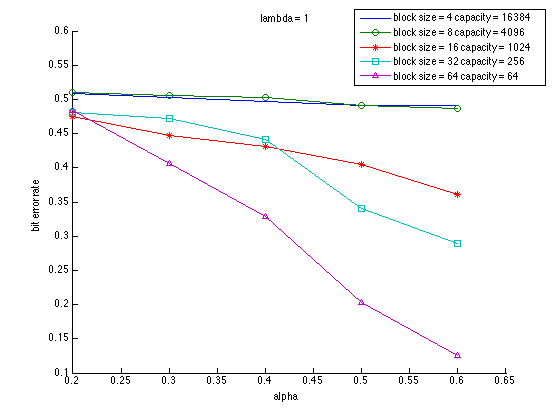 lambda = 1
block size = 4 capacity = 16384
block size = 8 capacity = 4096
block size = 16 capacity = 1024
block size = 32 capacity = 256
block size = 64 capacity = 64
0.6
0.55
0.5
0.45
0.4
0.35
0.3
0.25
0.2
0.15
0.1
bit error rate
0.2 0.25 0.3 0.35 0.4 0.45 0.5 0.55 0.6 0.65
alpha